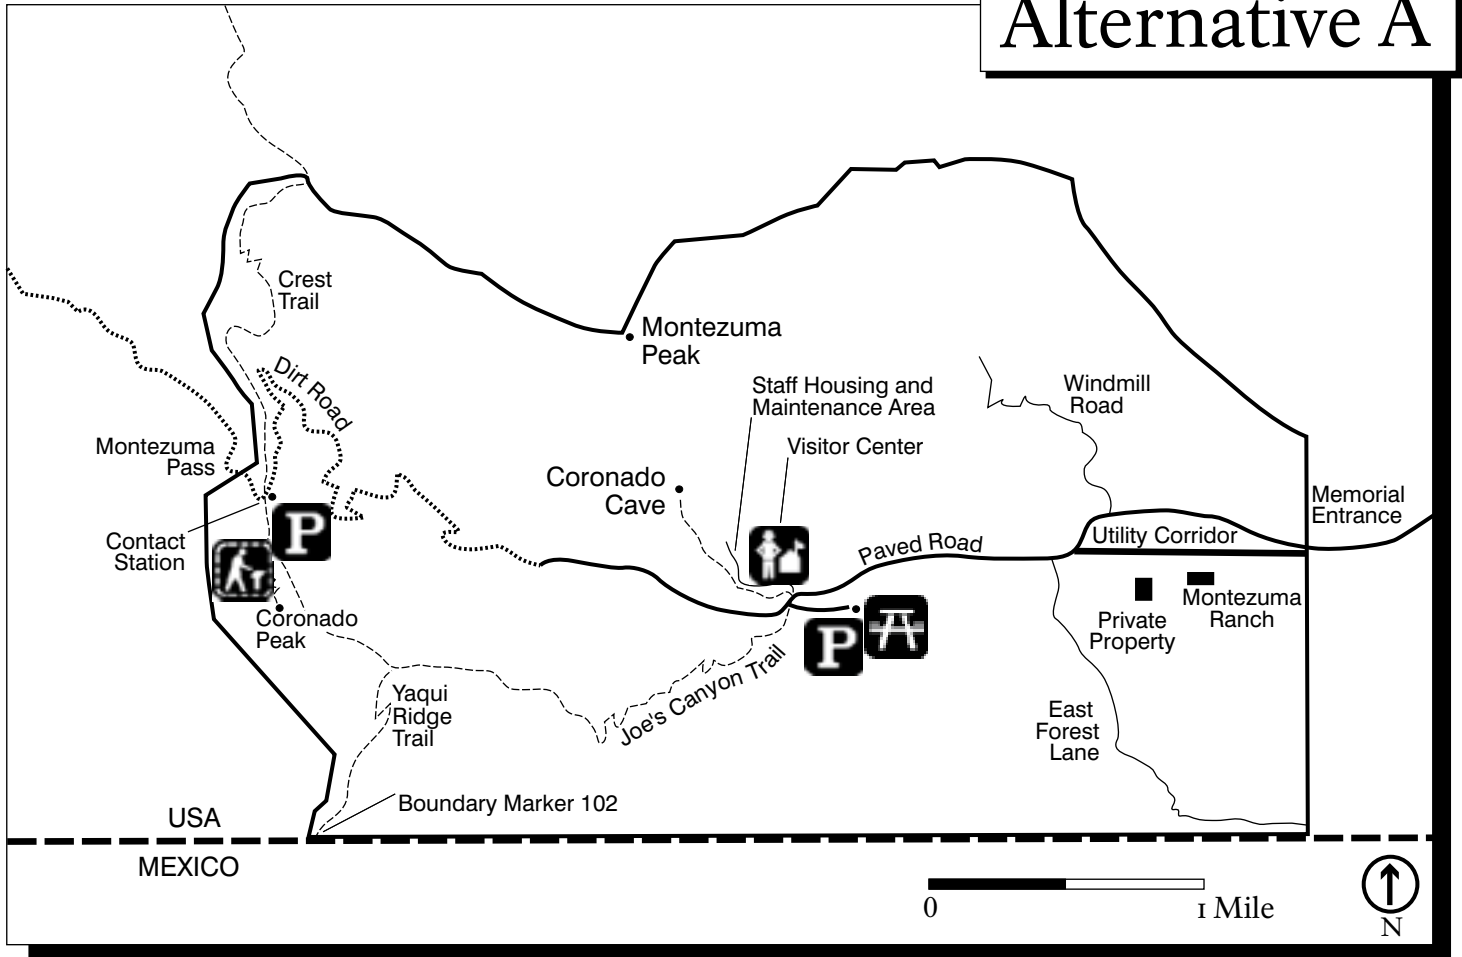 Alternative A
Crest
Trail
Dirt Road
Montezuma
Peak
Staff Housing and
Maintenance Area
Windmill
Road
Montezuma
Pass
Visitor Center
Coronado
Cave
Memorial
Entrance
P
Contact
Station
Paved Road
Utility Corridor
Coronado
Peak
P
Private
Property
Montezuma
Ranch
Joe's Canyon Trail
Yaqui
Ridge
Trail
East
Forest
Lane
Boundary Marker 102
USA
MEXICO
0
1 Mile
N